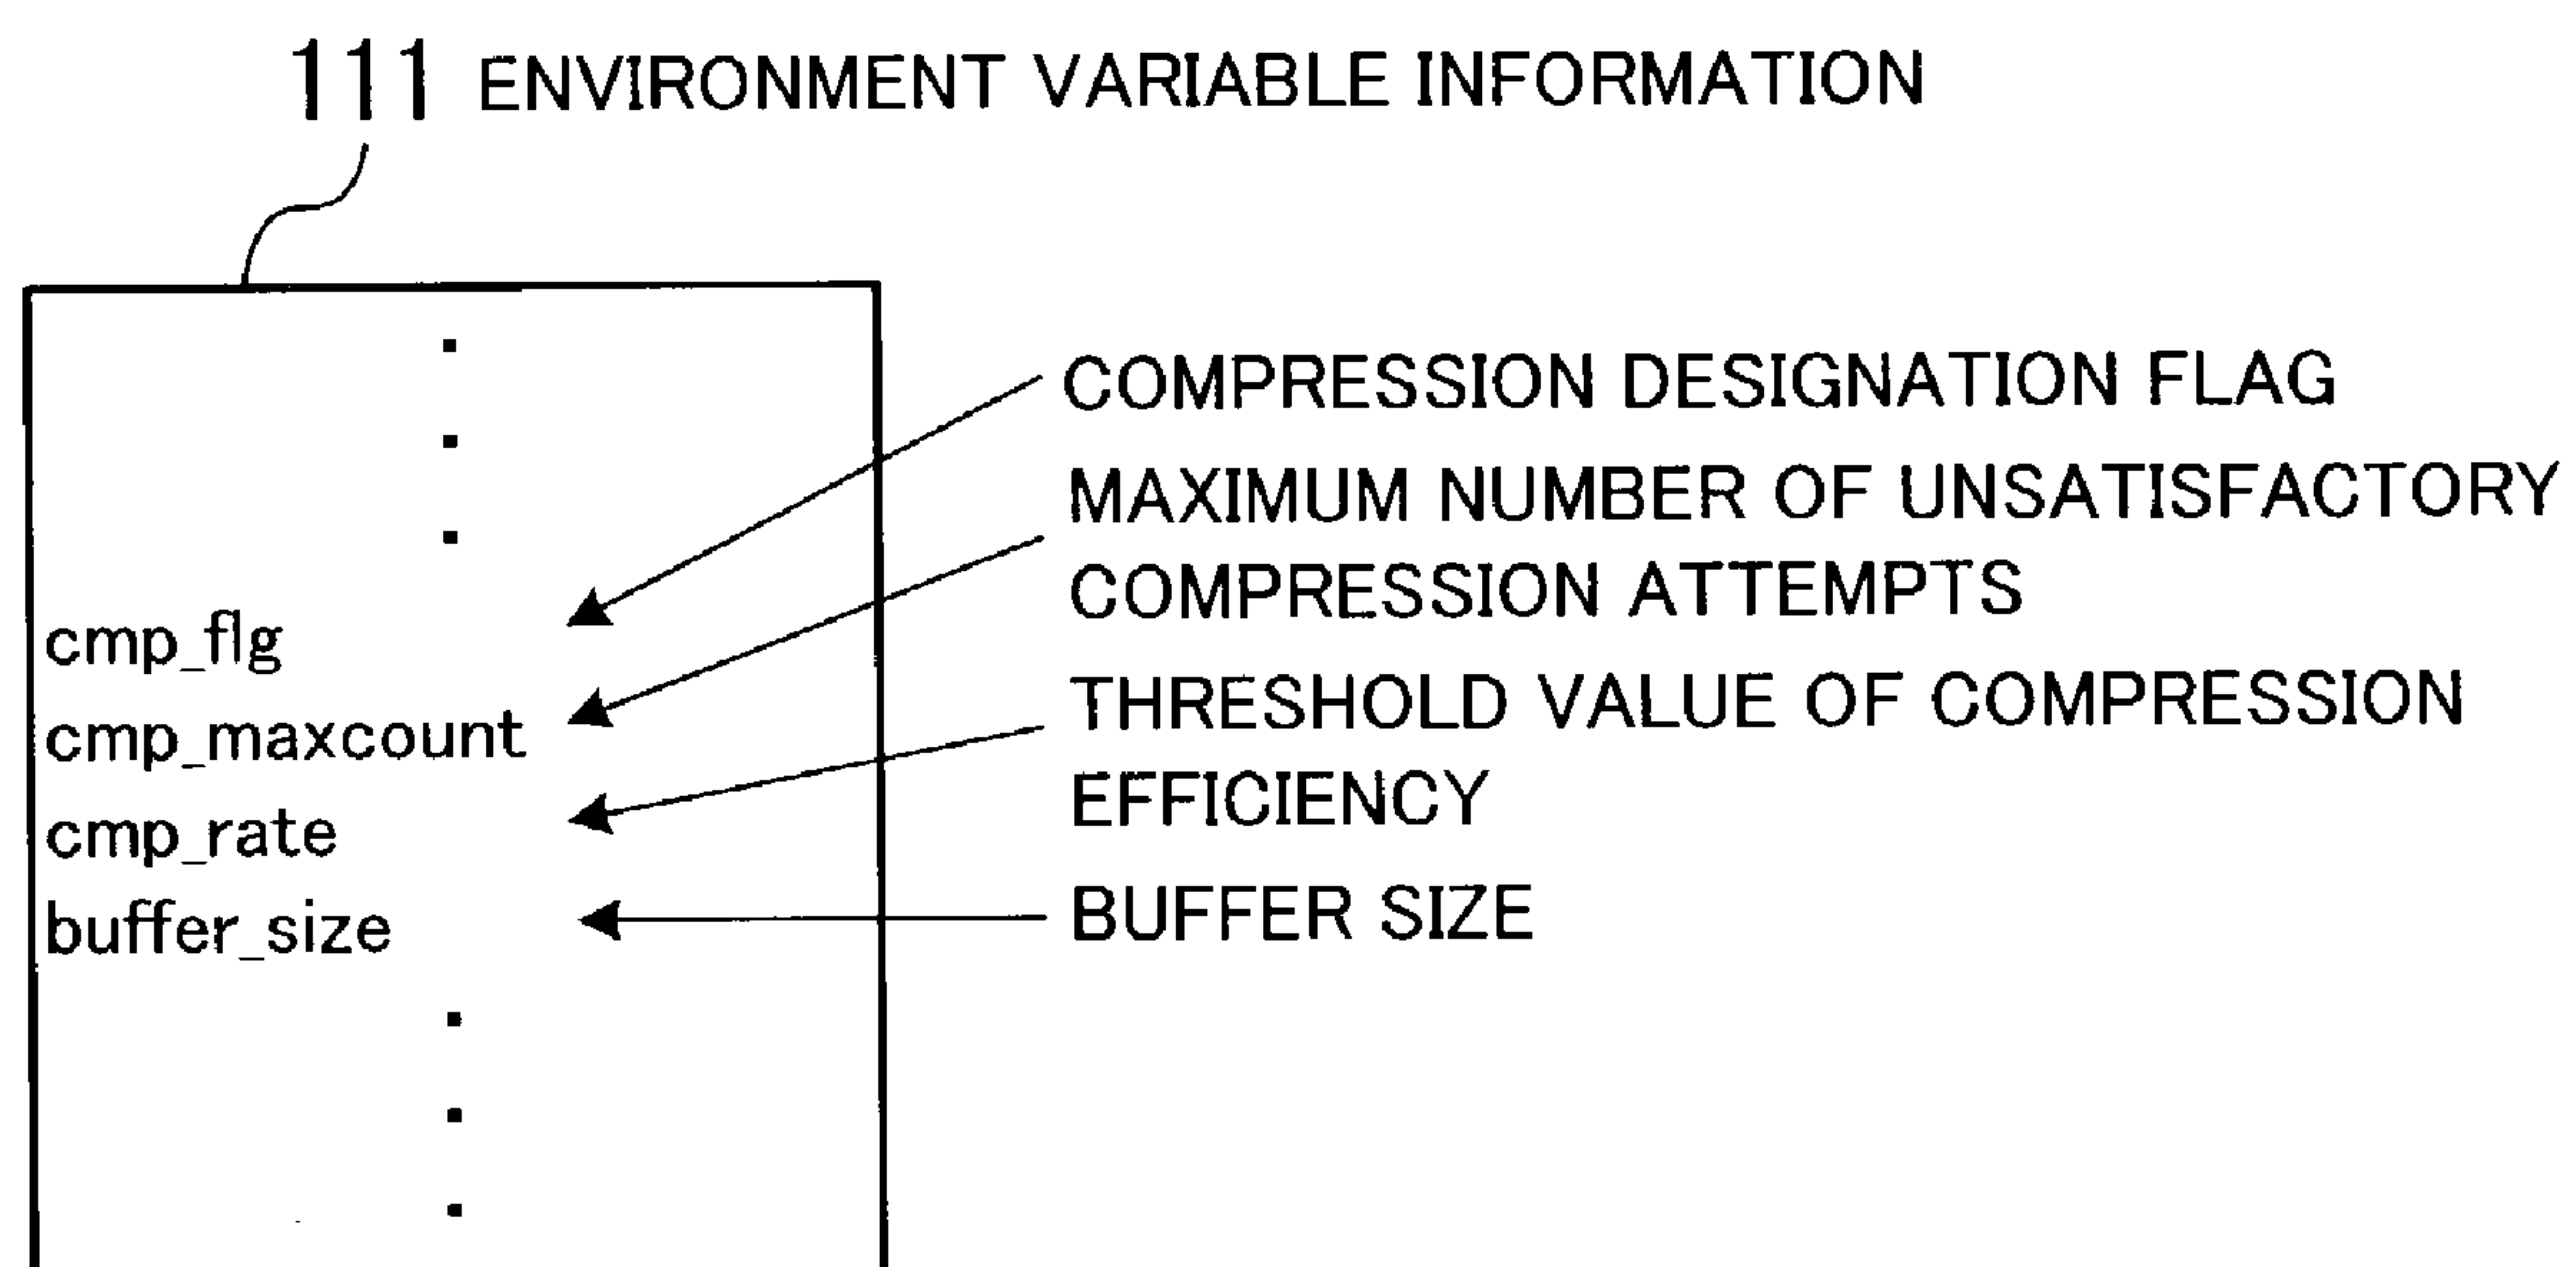 111 ENVIRONMENT VARIABLE INFORMATION
COMPRESSION DESIGNATION FLAG
MAXIMUM NUMBER OF UNSATISFACTORY
COMPRESSION ATTEMPTS
THRESHOLD VALUE OF COMPRESSION
EFFICIENCY
BUFFER SIZE
cmp_flg
cmp_maxcount
cmp_rate
buffer_size